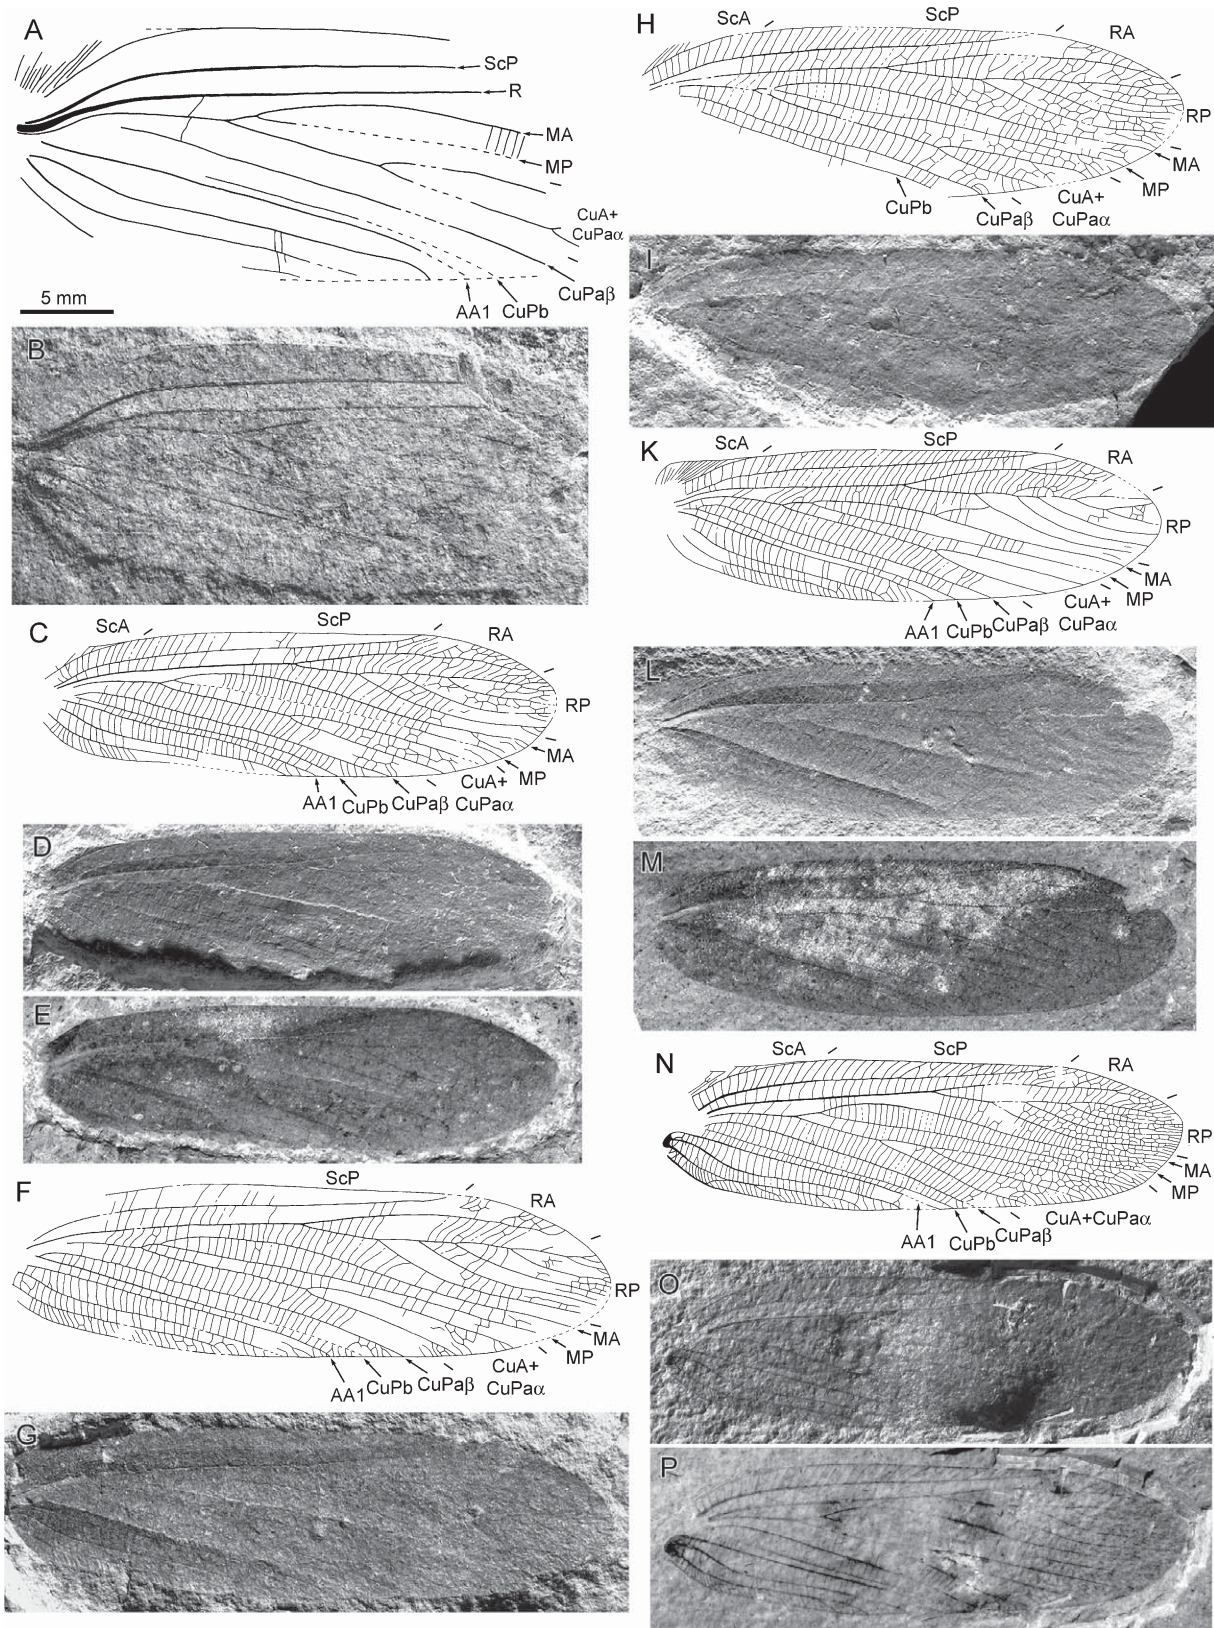 A
ScP
R
MA
MP
CuA+
CuPaα
CuPaβ
AA1 CuPb
5 mm
B
C
ScA
ScP
RA
RP
MA
MP
CuA+
CuPaα
CuPaβ
CuPb
AA1
D
E
F
ScP
RA
RP
MA
MP
CuA+
CuPaα
CuPaβ
CuPb
AA1
G
H
ScA
ScP
RA
RP
MA
MP
CuA+
CuPaα
CuPaβ
CuPb
I
K
ScA
ScP
RA
RP
MA
MP
CuA+
CuPaα
CuPaβ
CuPb
AA1
L
M
N
ScA
ScP
RA
RP
MA
MP
CuA+CuPaα
CuPaβ
CuPb
AA1
O
P